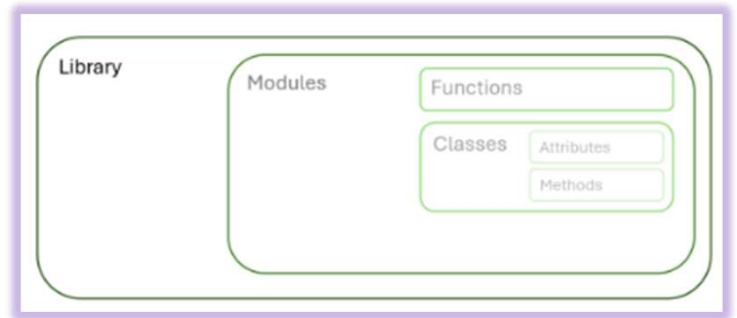 Library
Modules
Functions
Classes
Attributes
Methods